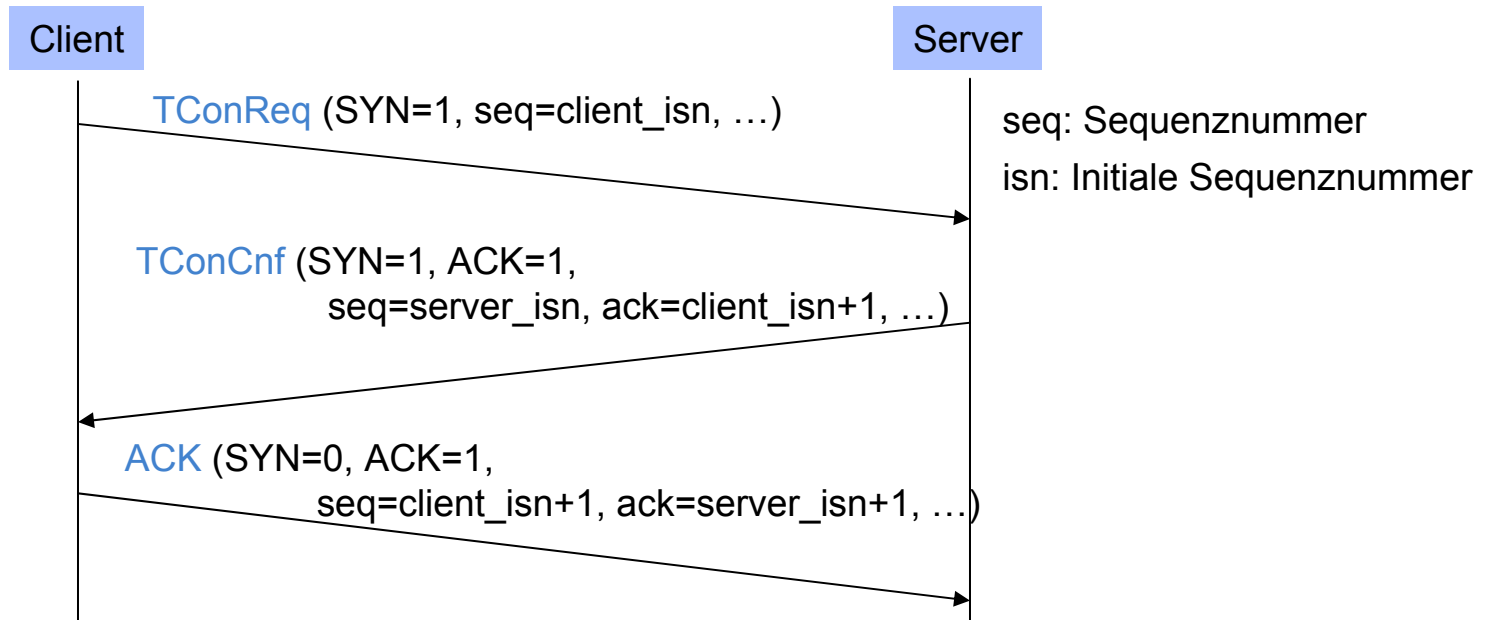 Client
Server
TConReq (SYN=1, seq=client_isn, …)
seq: Sequenznummer
isn: Initiale Sequenznummer
TConCnf (SYN=1, ACK=1,
seq=server_isn, ack=client_isn+1, …)
ACK (SYN=0, ACK=1,
seq=client_isn+1, ack=server_isn+1, …)